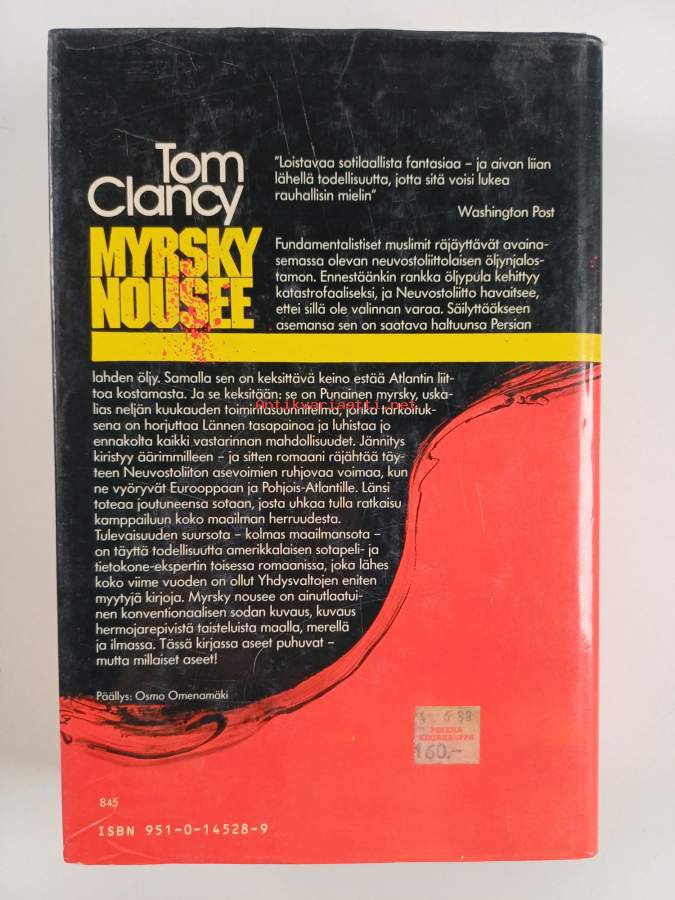 Tom
Clancy
MYRSKY
NOUSEE
"Loistavaa sotilaallista fantasiaa – ja aivan liian
lähellä todellisuutta, jotta sitä voisi lukea
rauhallisin mielin"
Washington Post
Fundamentalistiset muslimit räjäyttävät avaina-
semassa olevan neuvostoliittolaisen öljynjalos-
tamon. Ennestäänkin rankka öljypula kehittyy
katastrofaaliseksi, ja Neuvostoliitto havaitsee,
ettei sillä ole valinnan varaa. Säilyttääkseen
asemansa sen on saatava haltuunsa Persian
lahden öljy. Samalla sen on keksittävä keino estää Atlantin liit-
toa kostamasta. Ja se keksitään: se on Punainen myrsky, uska-
lias neljän kuukauden toimintasuunnitelma, jonka tarkoituk-
sena on horjuttaa Lännen tasapainoa ja luhistaa jo
ennakolta kaikki vastarinnan mahdollisuudet. Jännitys
kiristyy äärimmilleen – ja sitten romaani räjähtää täy-
teen Neuvostoliiton asevoimien ruhjovaa voimaa, kun
ne vyöryvät Eurooppaan ja Pohjois-Atlantille. Länsi
toteaa joutuneensa sotaan, josta uhkaa tulla ratkaisu
kamppailuun koko maailman herruudesta.
Tulevaisuuden suursota – kolmas maailmansota –
on täyttä todellisuutta amerikkalaisen sotapeli- ja
tietokone-ekspertin toisessa romaanissa, joka lähes
koko viime vuoden on ollut Yhdysvaltojen eniten
myytyjä kirjoja. Myrsky nousee on ainutlaatui-
nen konventionaalisen sodan kuvaus, kuvaus
hermojarepivistä taisteluista maalla, merellä
ja ilmassa. Tässä kirjassa aseet puhuvat –
mutta millaiset aseet!
Antikvariaatti.net
Päällys: Osmo Omenamäki
6 88
KIRJAKAUPPA
160.-
845
ISBN 951-0-14528-9